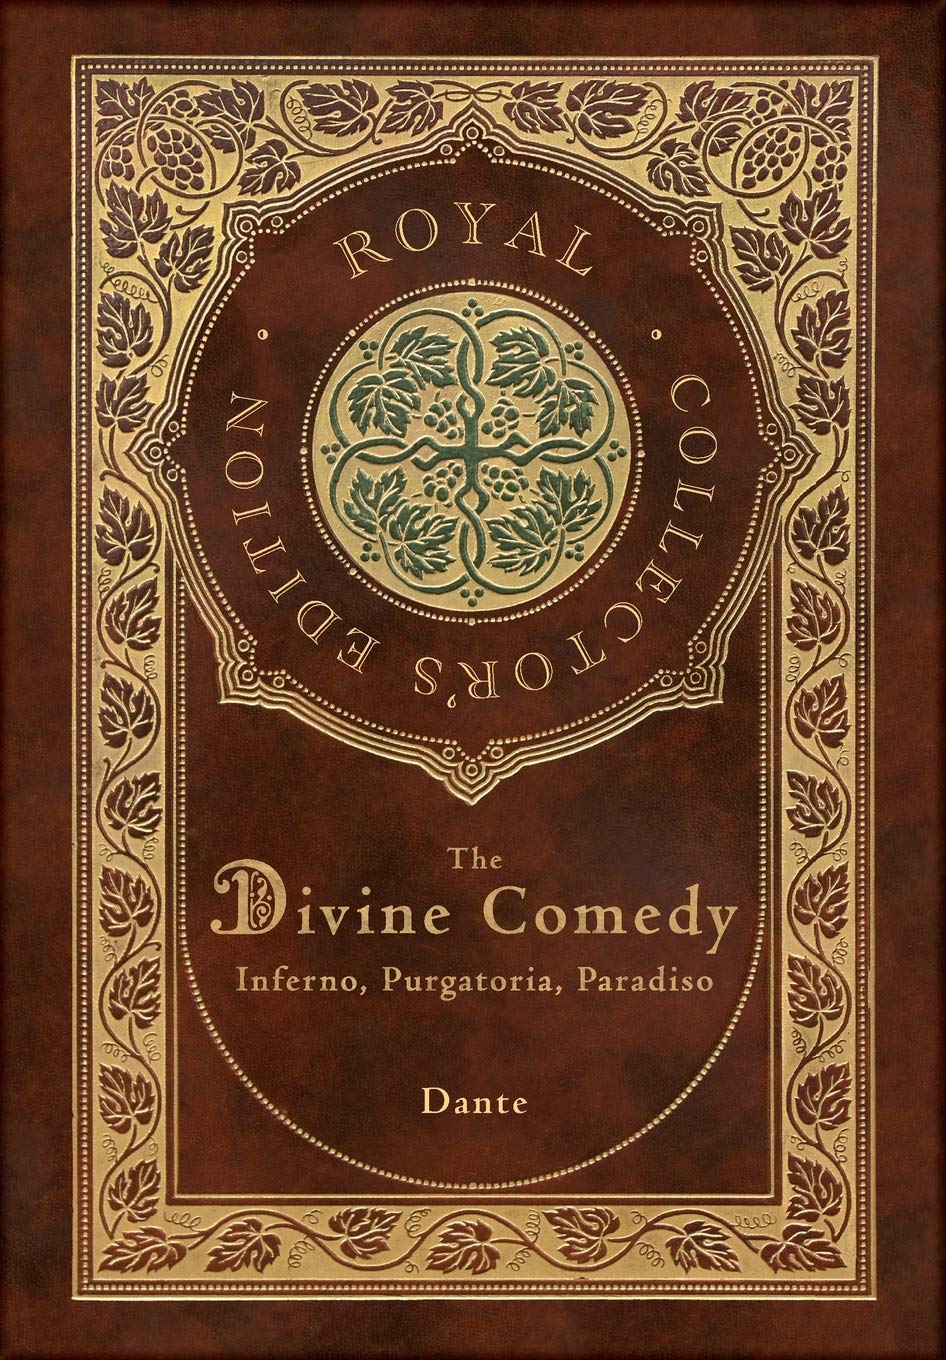 ROYAL
COLLECTOR'S
EDITION
The
Divine Comedy
Inferno, Purgatoria, Paradiso
Dante